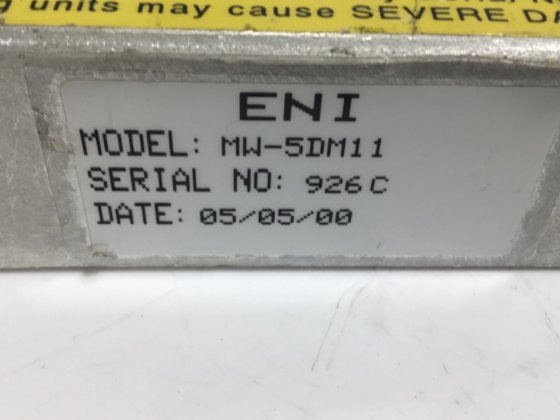 units may cause SEVERE
ENI
MODEL: MW-5DM11
SERIAL NO: 926C
DATE: 05/05/00